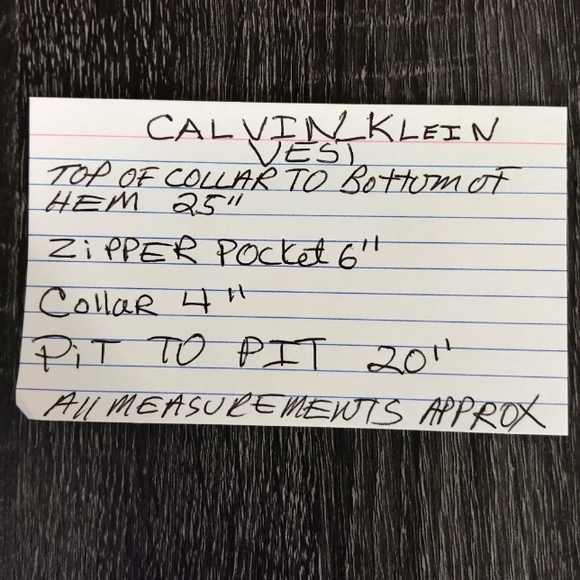 CALVIN KLEIN
VEST
TOP OF COLLAR TO BOTTOM OF
HEM 25"
ZiPPER POCKet 6"
CollaR 4"
PiT TO PIT 20"
All MEASUREMENTS APPROX